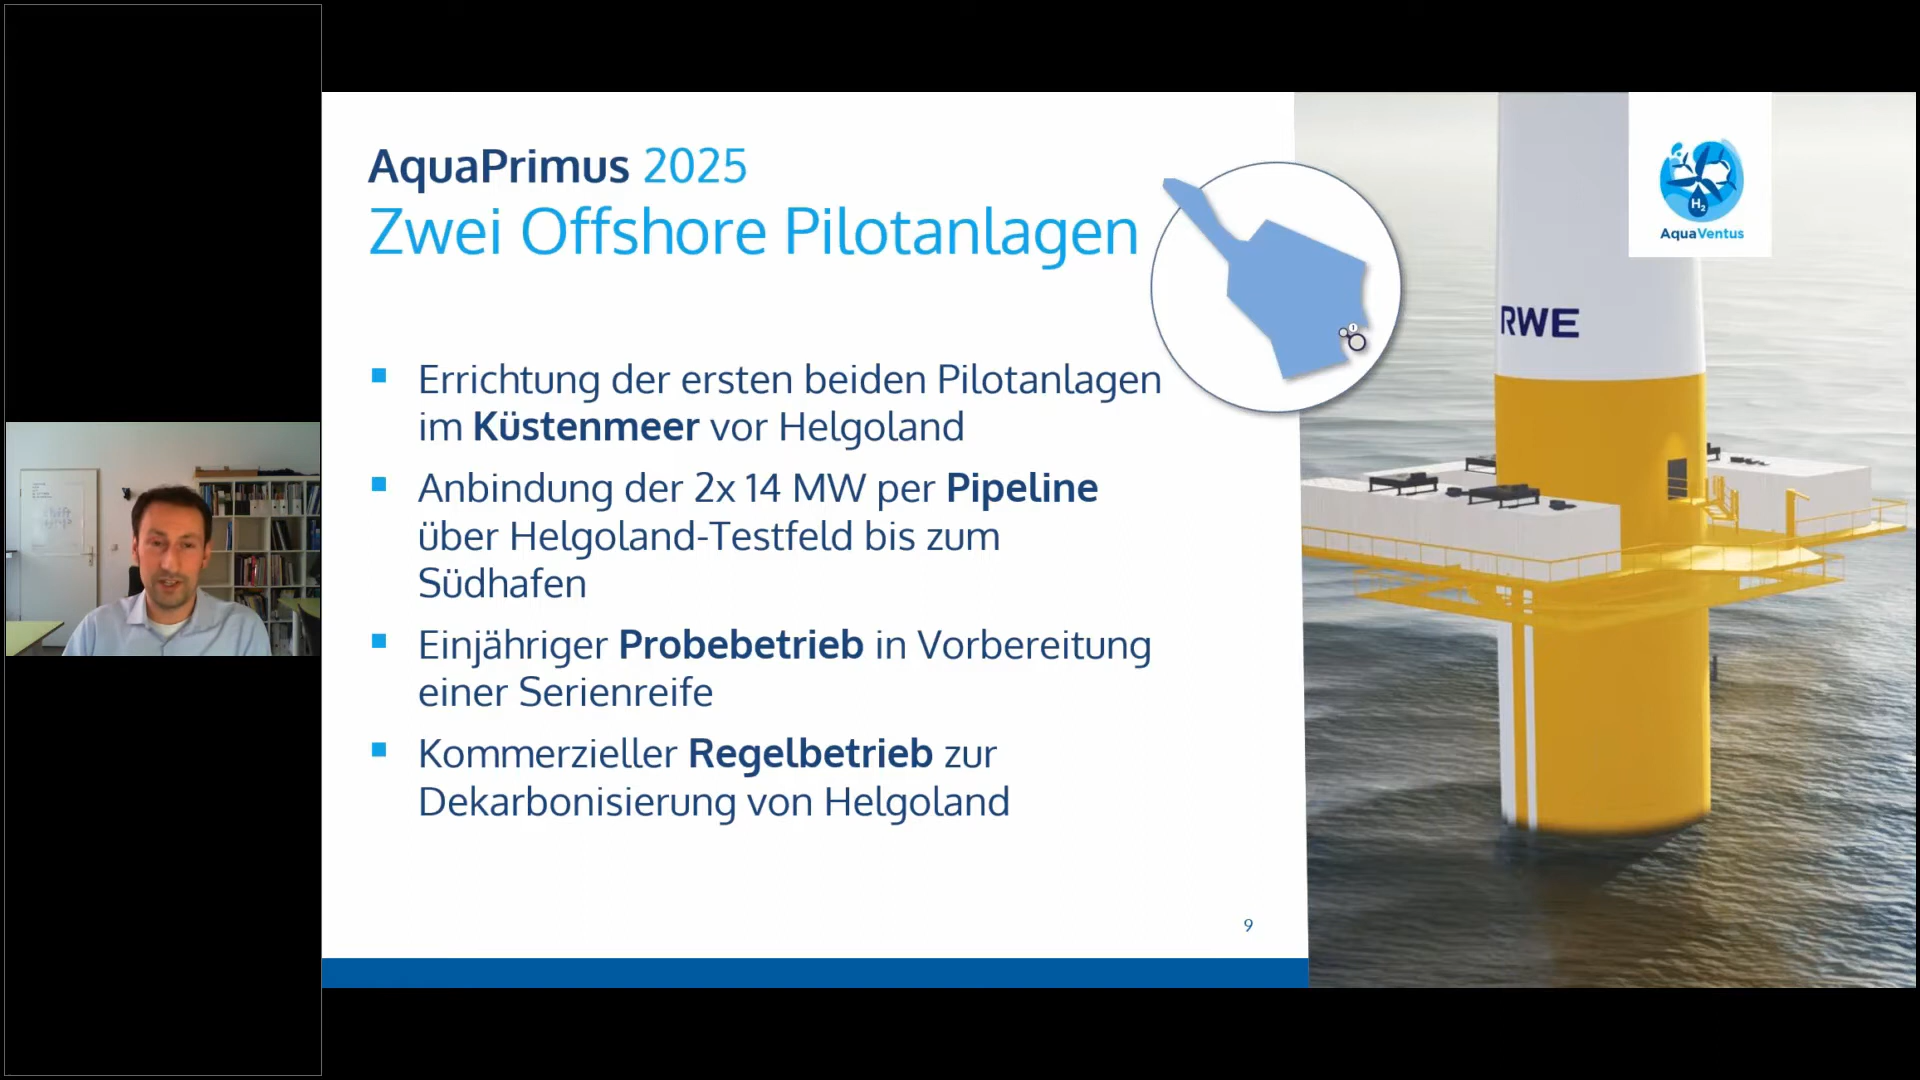 AquaPrimus 2025
Zwei Offshore Pilotanlagen
Errichtung der ersten beiden Pilotanlagen
im Küstenmeer vor Helgoland
Anbindung der 2x 14 MW per Pipeline
über Helgoland-Testfeld bis zum
Südhafen
Einjähriger Probebetrieb in Vorbereitung
einer Serienreife
Kommerzieller Regelbetrieb zur
Dekarbonisierung von Helgoland
9
RWE
H₂
AquaVentus